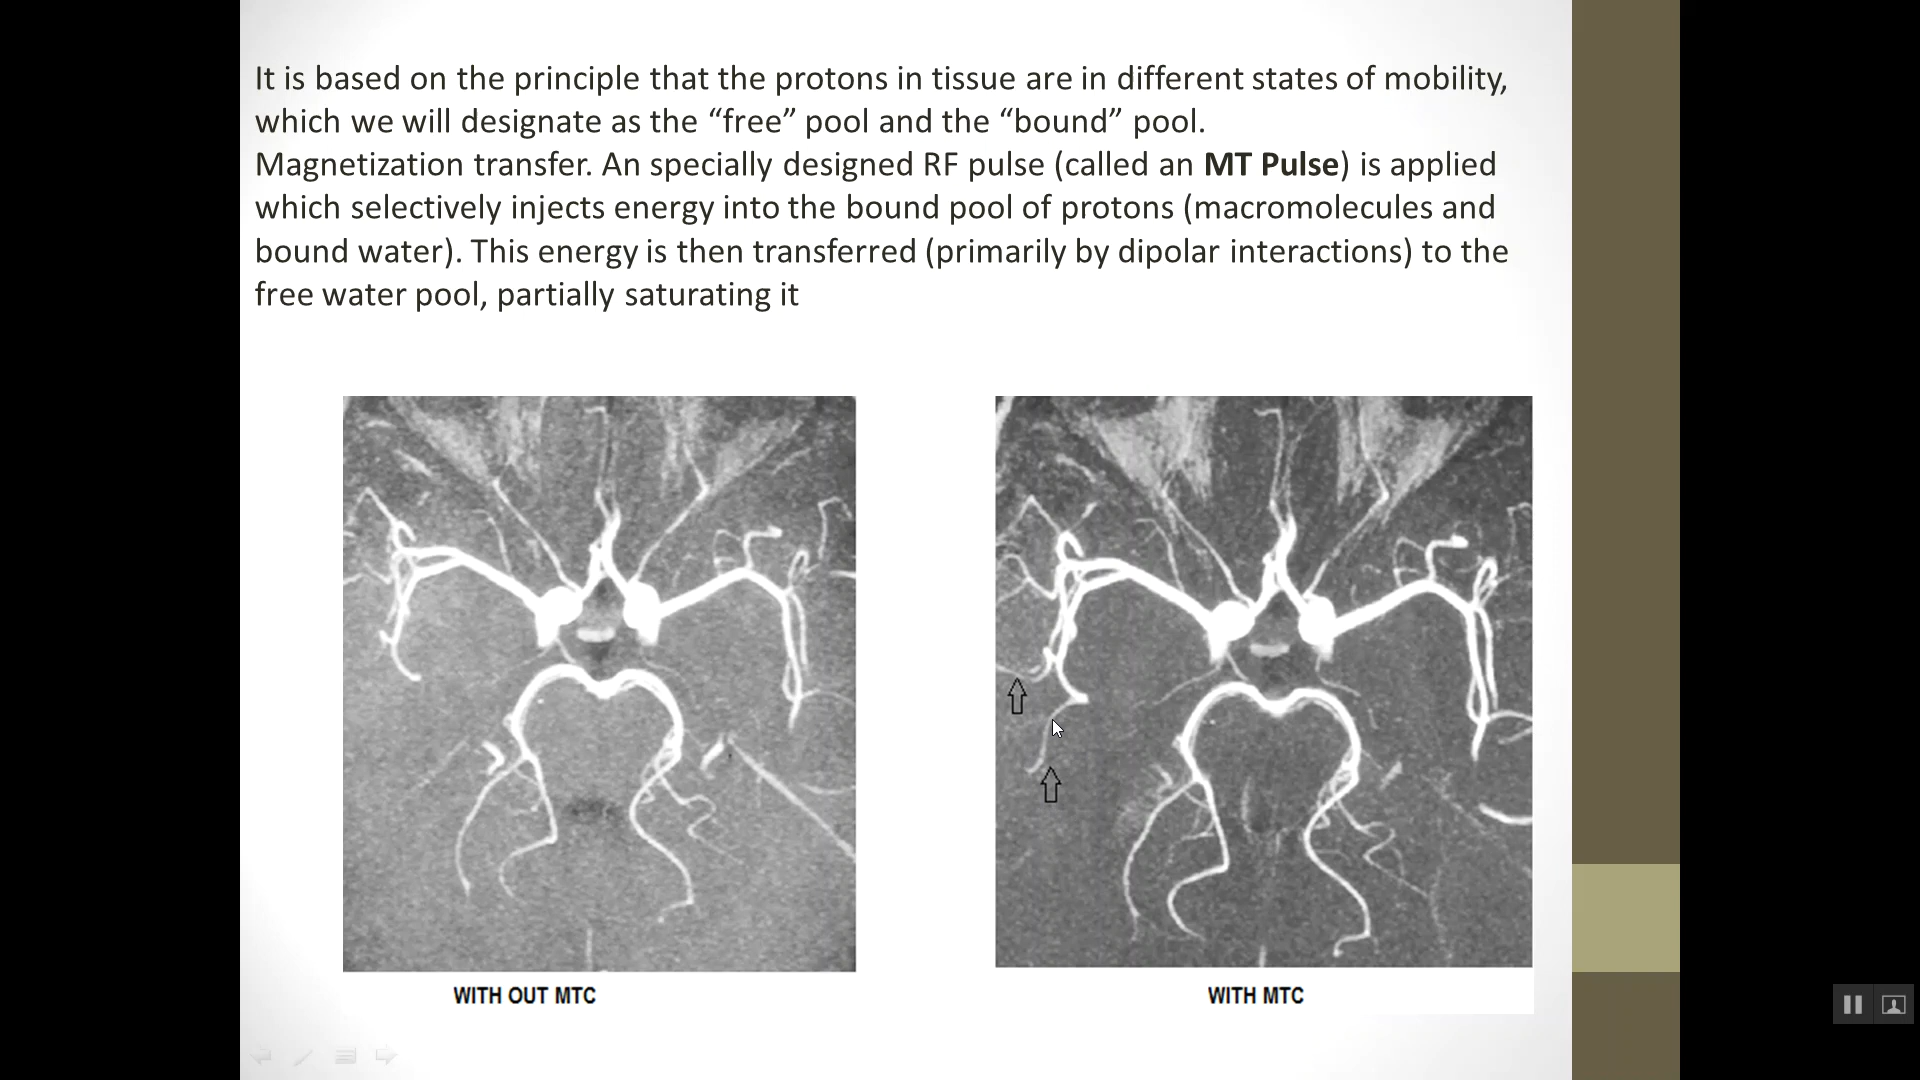 It is based on the principle that the protons in tissue are in different states of mobility,
which we will designate as the “free” pool and the “bound” pool.
Magnetization transfer. An specially designed RF pulse (called an MT Pulse) is applied
which selectively injects energy into the bound pool of protons (macromolecules and
bound water). This energy is then transferred (primarily by dipolar interactions) to the
free water pool, partially saturating it
WITH OUT MTC
WITH MTC